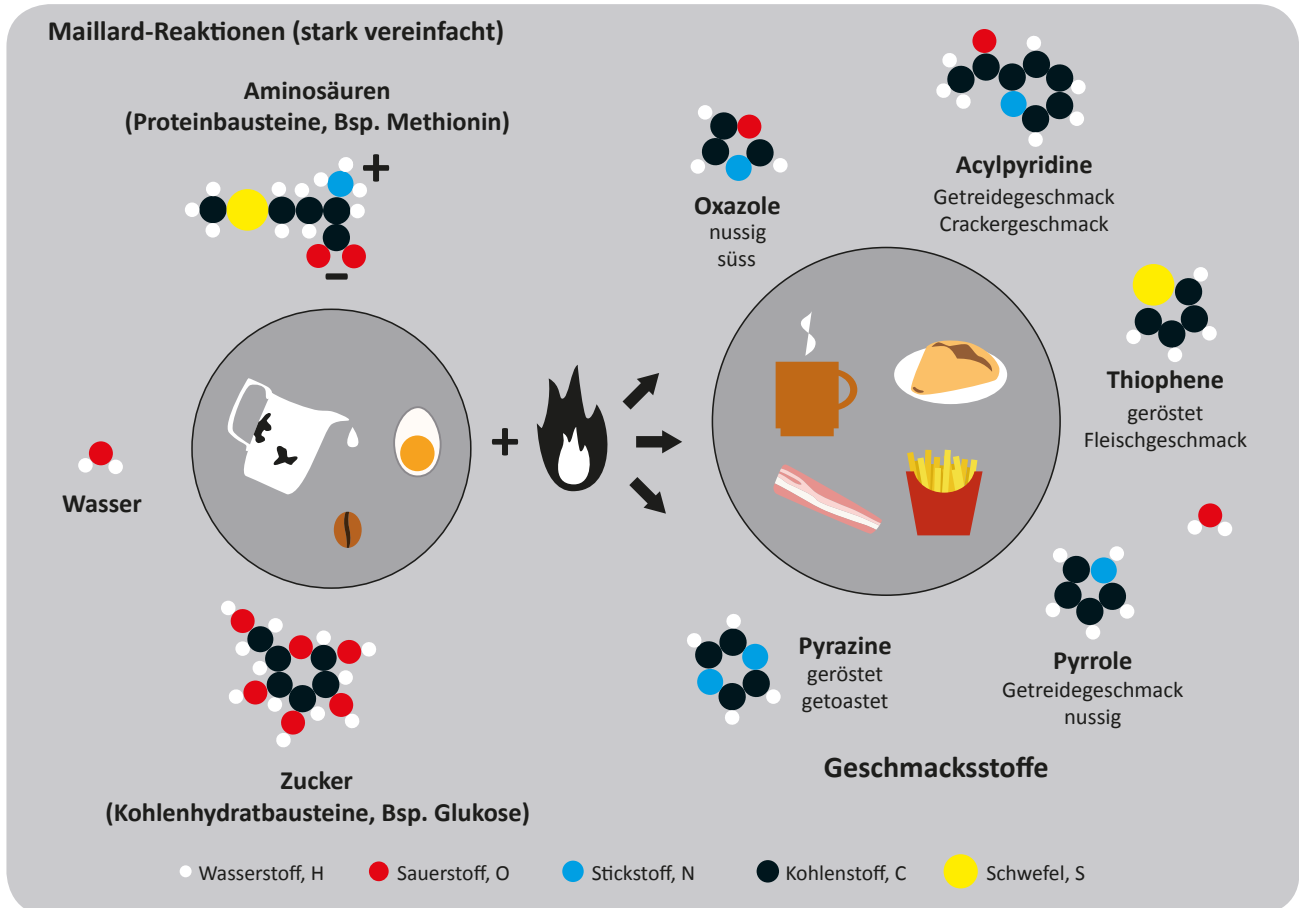 Maillard-Reaktionen (stark vereinfacht)
Aminosäuren
(Proteinbausteine, Bsp. Methionin)
+
−
Oxazole
nussig
süss
Acylpyridine
Getreidegeschmack
Crackergeschmack
Thiophene
geröstet
Fleischgeschmack
Wasser
+
Pyrrole
Getreidegeschmack
nussig
Pyrazine
geröstet
getoastet
Geschmacksstoffe
Zucker
(Kohlenhydratbausteine, Bsp. Glukose)
Wasserstoff, H
Sauerstoff, O
Stickstoff, N
Kohlenstoff, C
Schwefel, S